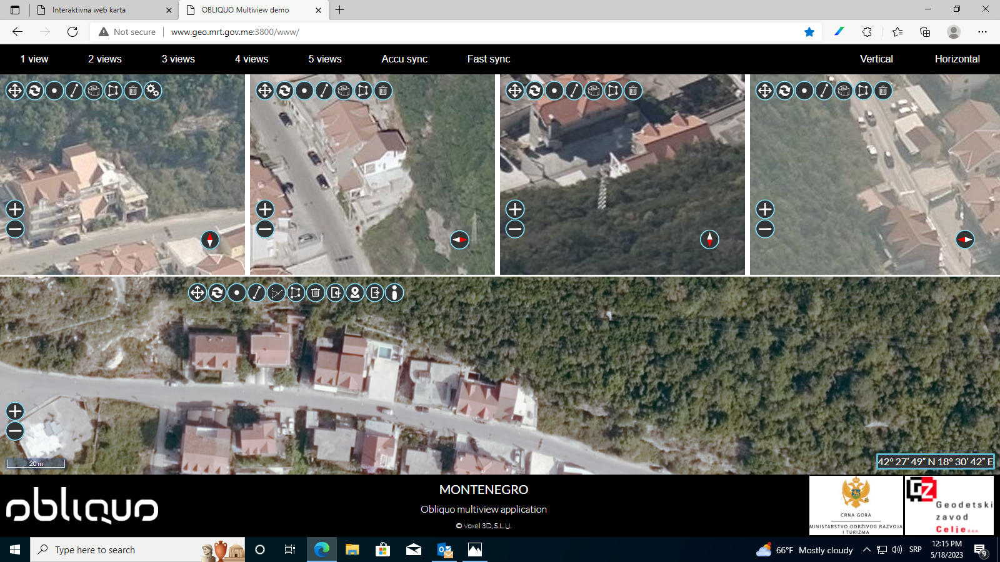 Interaktivna web karta
OBLIQUO Multiview demo
Not secure
www.geo.mrt.gov.me:3800/www/
1 view
2 views
3 views
4 views
5 views
Accu sync
Fast sync
Vertical
Horizontal
20 m
42° 27′ 49″ N 18° 30′ 42″ E
obliquo
MONTENEGRO
Obliquo multiview application
© Voxel 3D, S.L.U.
CRNA GORA
MINISTARSTVO ODRŽIVOG RAZVOJA
I TURIZMA
GZ
Geodetski
zavod
Celje d.o.o.
Type here to search
66°F Mostly cloudy
SRP
12:15 PM
5/18/2023
9